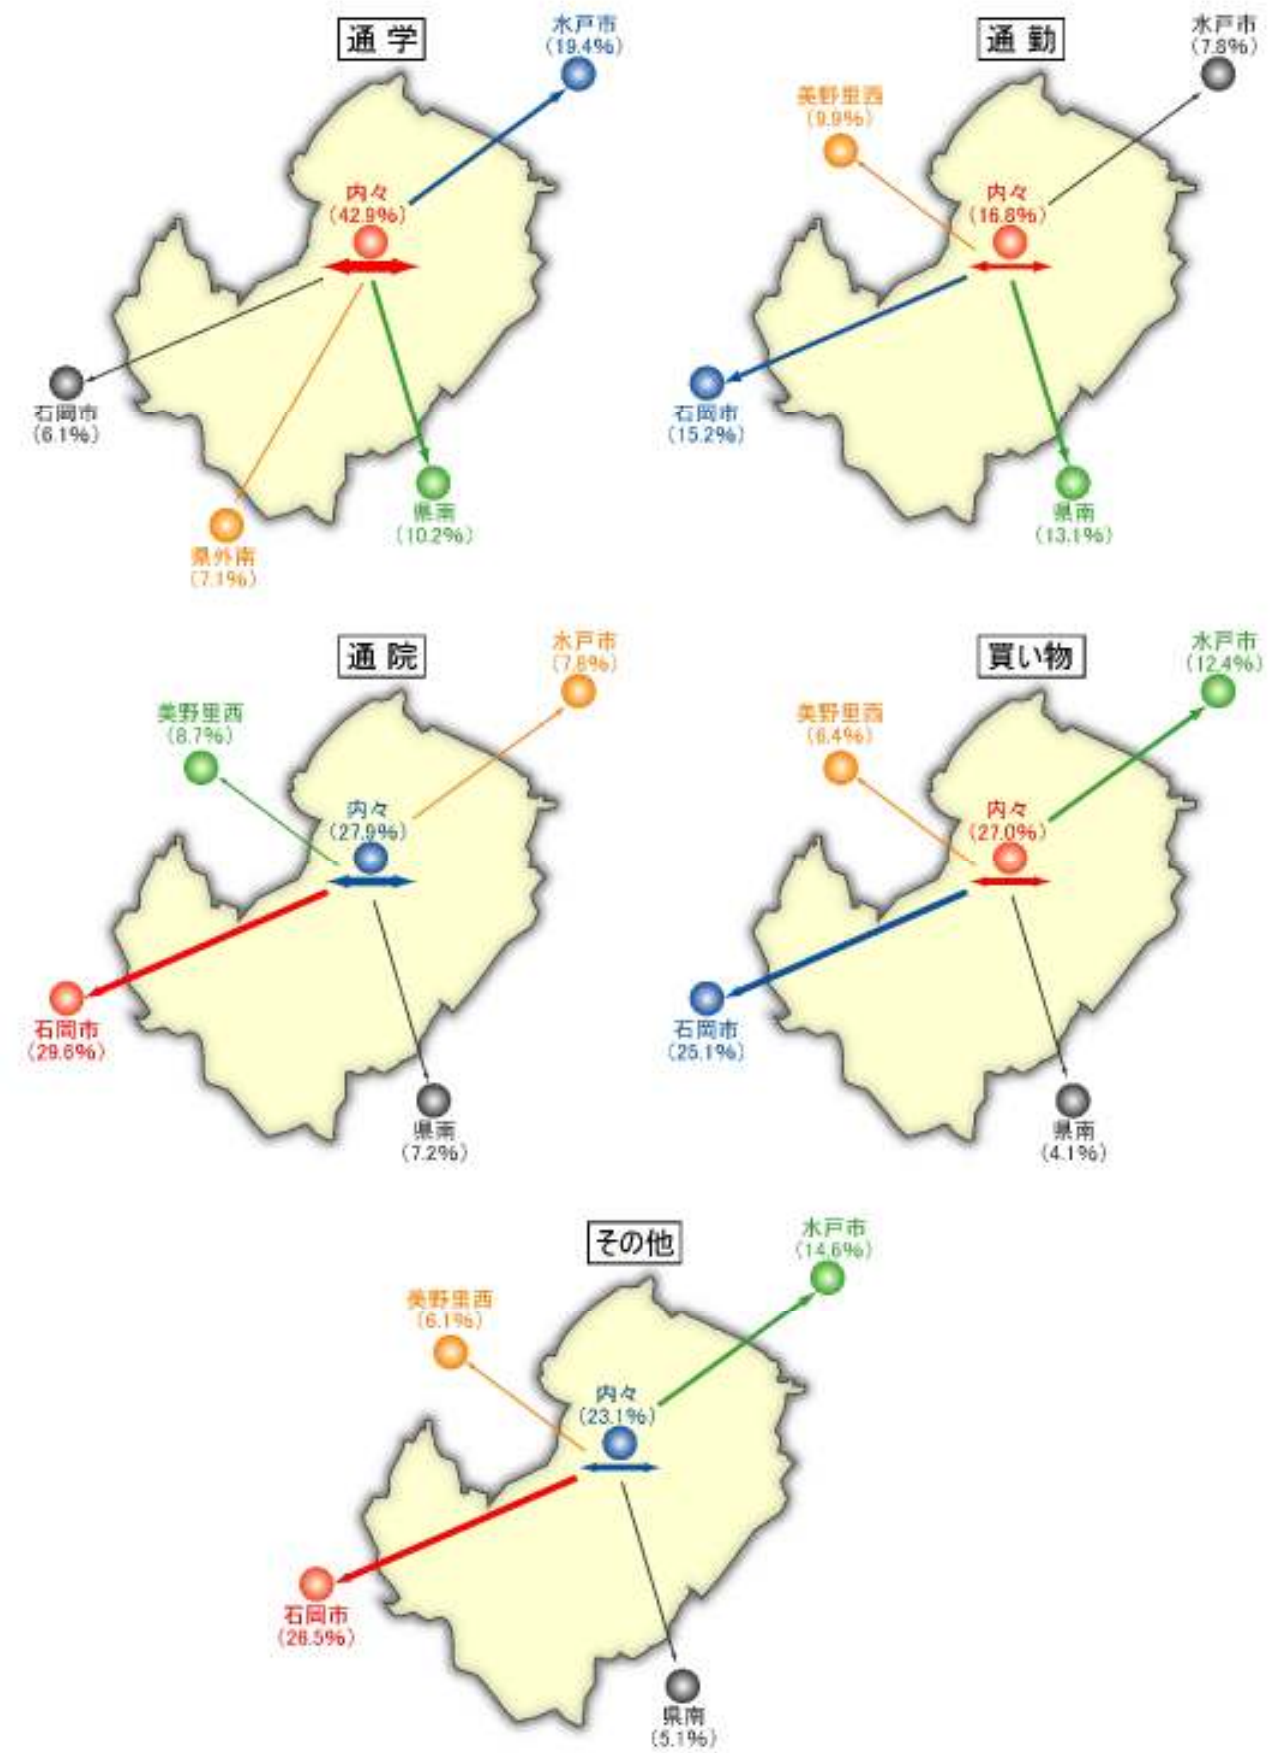 通 学
水戸市
(19.4%)
内々
(42.9%)
石岡市
(6.1%)
県外南
(7.1%)
県南
(10.2%)
通 勤
水戸市
(7.8%)
美野里西
(9.9%)
内々
(16.8%)
石岡市
(15.2%)
県南
(13.1%)
通 院
水戸市
(7.8%)
美野里西
(8.7%)
内々
(27.9%)
石岡市
(29.6%)
県南
(7.2%)
買い物
水戸市
(12.4%)
美野里西
(6.4%)
内々
(27.0%)
石岡市
(25.1%)
県南
(4.1%)
その他
水戸市
(14.6%)
美野里西
(6.1%)
内々
(23.1%)
石岡市
(26.5%)
県南
(5.1%)